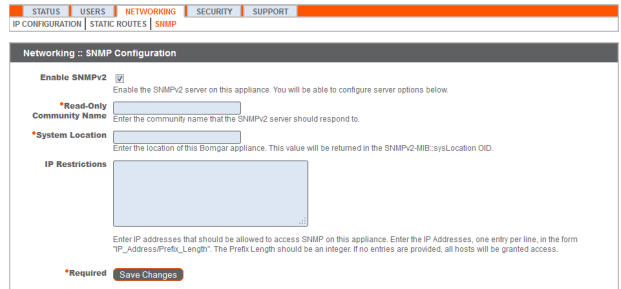 STATUS USERS NETWORKING SECURITY SUPPORT
IP CONFIGURATION STATIC ROUTES SNMP
Networking :: SNMP Configuration
Enable SNMPv2
Enable the SNMPv2 server on this appliance. You will be able to configure server options below.
*Read-Only
Community Name
Enter the community name that the SNMPv2 server should respond to.
*System Location
Enter the location of this Bomgar appliance. This value will be returned in the SNMPv2-MIB::sysLocation OID.
IP Restrictions
Enter IP addresses that should be allowed to access SNMP on this appliance. Enter the IP Addresses, one entry per line, in the form
"IP_Address/Prefix_Length". The Prefix Length should be an integer. If no entries are provided, all hosts will be granted access.
*Required Save Changes